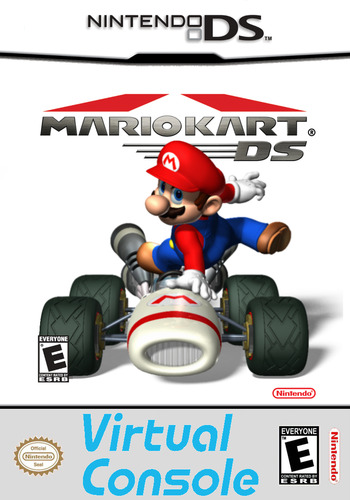 NINTENDO DS™
MARIOKART®
DS
M
EVERYONE
E
CONTENT RATED BY
ESRB
Nintendo
Official
Nintendo
Seal
Virtual
Console
EVERYONE
E
CONTENT RATED BY
ESRB
Nintendo